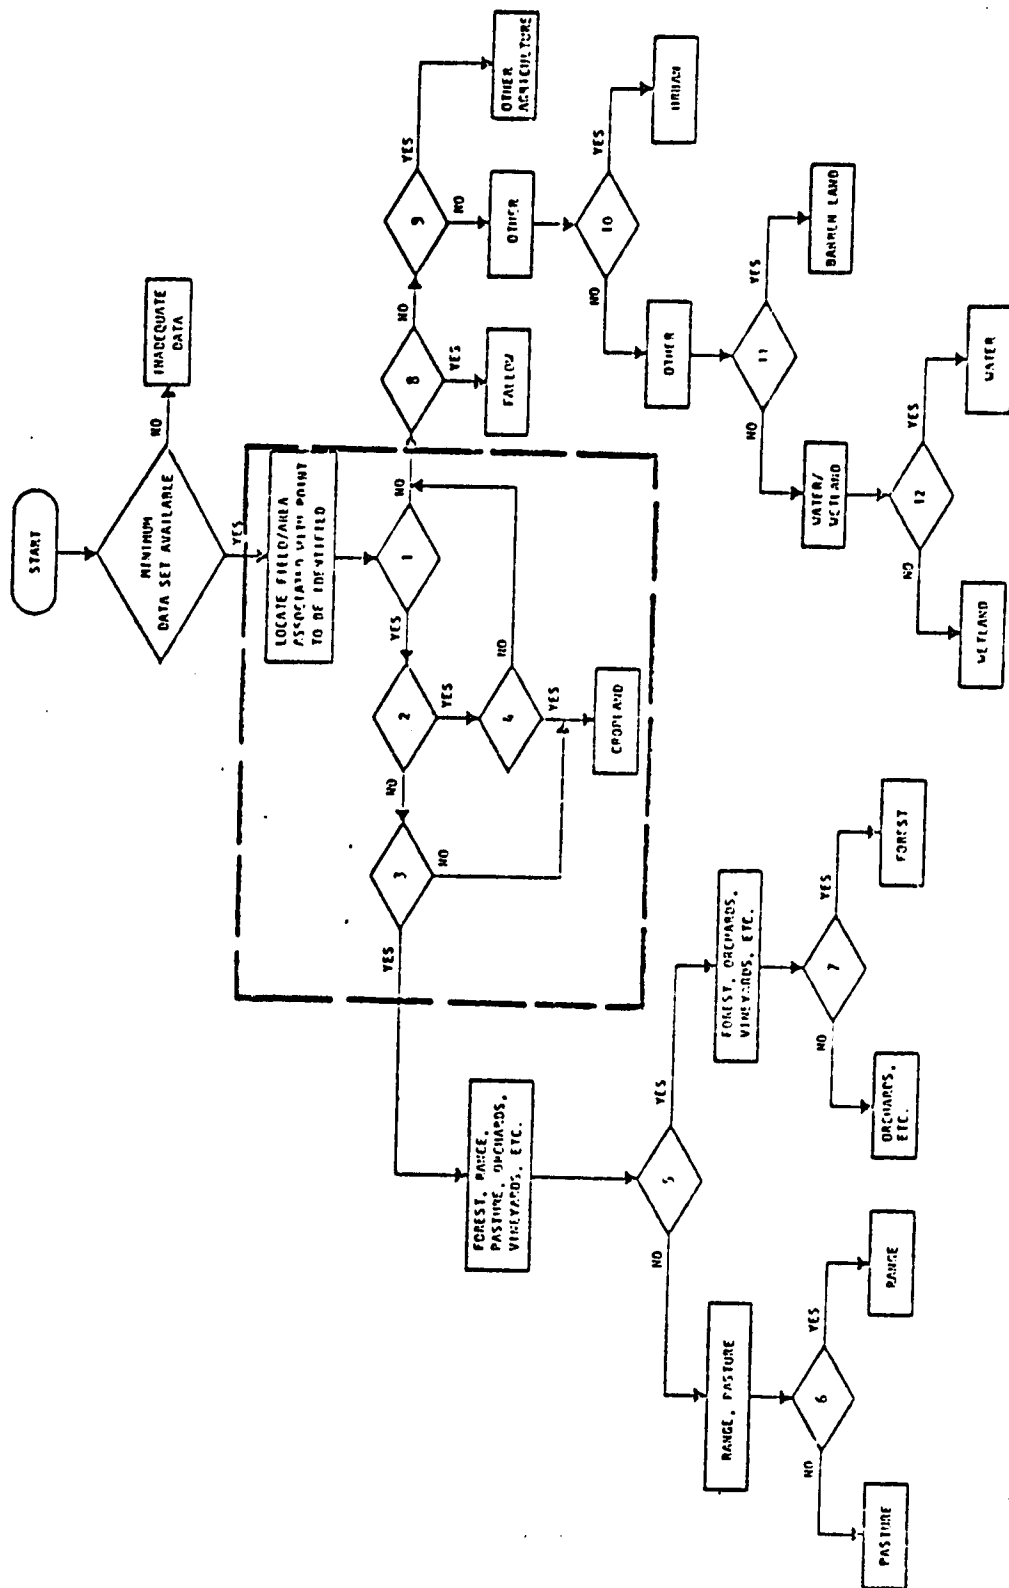 START
MINIMUM
DATA SET AVAILABLE
NO
INADEQUATE
DATA
YES
LOCATE FIELD/AREA
ASSOCIATED WITH POINT
TO BE IDENTIFIED
1
NO
YES
2
YES
NO
3
NO
YES
4
NO
YES
CROPLAND
8
NO
YES
FALLOW
9
YES
OTHER
AGRICULTURE
NO
OTHER
10
YES
URBAN
NO
OTHER
11
YES
BARREN LAND
NO
WATER/
WETLAND
12
YES
WATER
NO
WETLAND
FOREST, RANGE,
PASTURE, ORCHARDS,
VINEYARDS, ETC.
5
YES
FOREST, ORCHARDS,
VINEYARDS, ETC.
7
YES
FOREST
NO
ORCHARDS,
ETC.
NO
RANGE, PASTURE
6
YES
RANGE
NO
PASTURE